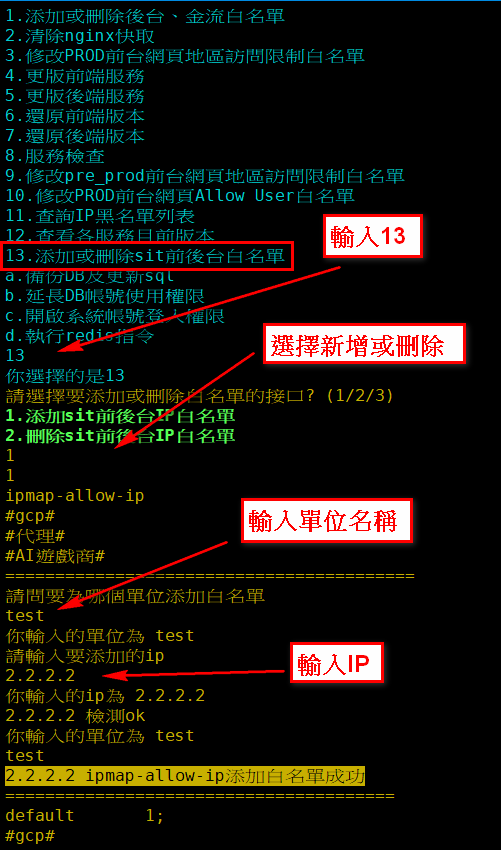 1.添加或刪除後台、金流白名單
2.清除nginx快取
3.修改PROD前台網頁地區訪問限制白名單
4.更版前端服務
5.更版後端服務
6.還原前端版本
7.還原後端版本
8.服務檢查
9.修改pre_prod前台網頁地區訪問限制白名單
10.修改PROD前台網頁Allow User白名單
11.查詢IP黑名單列表
12.查看各服務目前版本
輸入13
13.添加或刪除sit前後台白名單
a.備份DB及更新sql
b.延長DB帳號使用權限
c.開啟系統帳號登入權限
d.執行redis指令
選擇新增或刪除
13
你選擇的是13
請選擇要添加或刪除白名單的接口? (1/2/3)
1.添加sit前後台IP白名單
2.刪除sit前後台IP白名單
1
1
ipmap-allow-ip
#gcp#
輸入單位名稱
#代理#
#AI遊戲商#
=========================================
請問要為哪個單位添加白名單
test
你輸入的單位為 test
請輸入要添加的ip
輸入IP
2.2.2.2
你輸入的ip為 2.2.2.2
2.2.2.2 檢測ok
你輸入的單位為 test
test
2.2.2.2 ipmap-allow-ip添加白名單成功
=======================================
default 1;
#gcp#